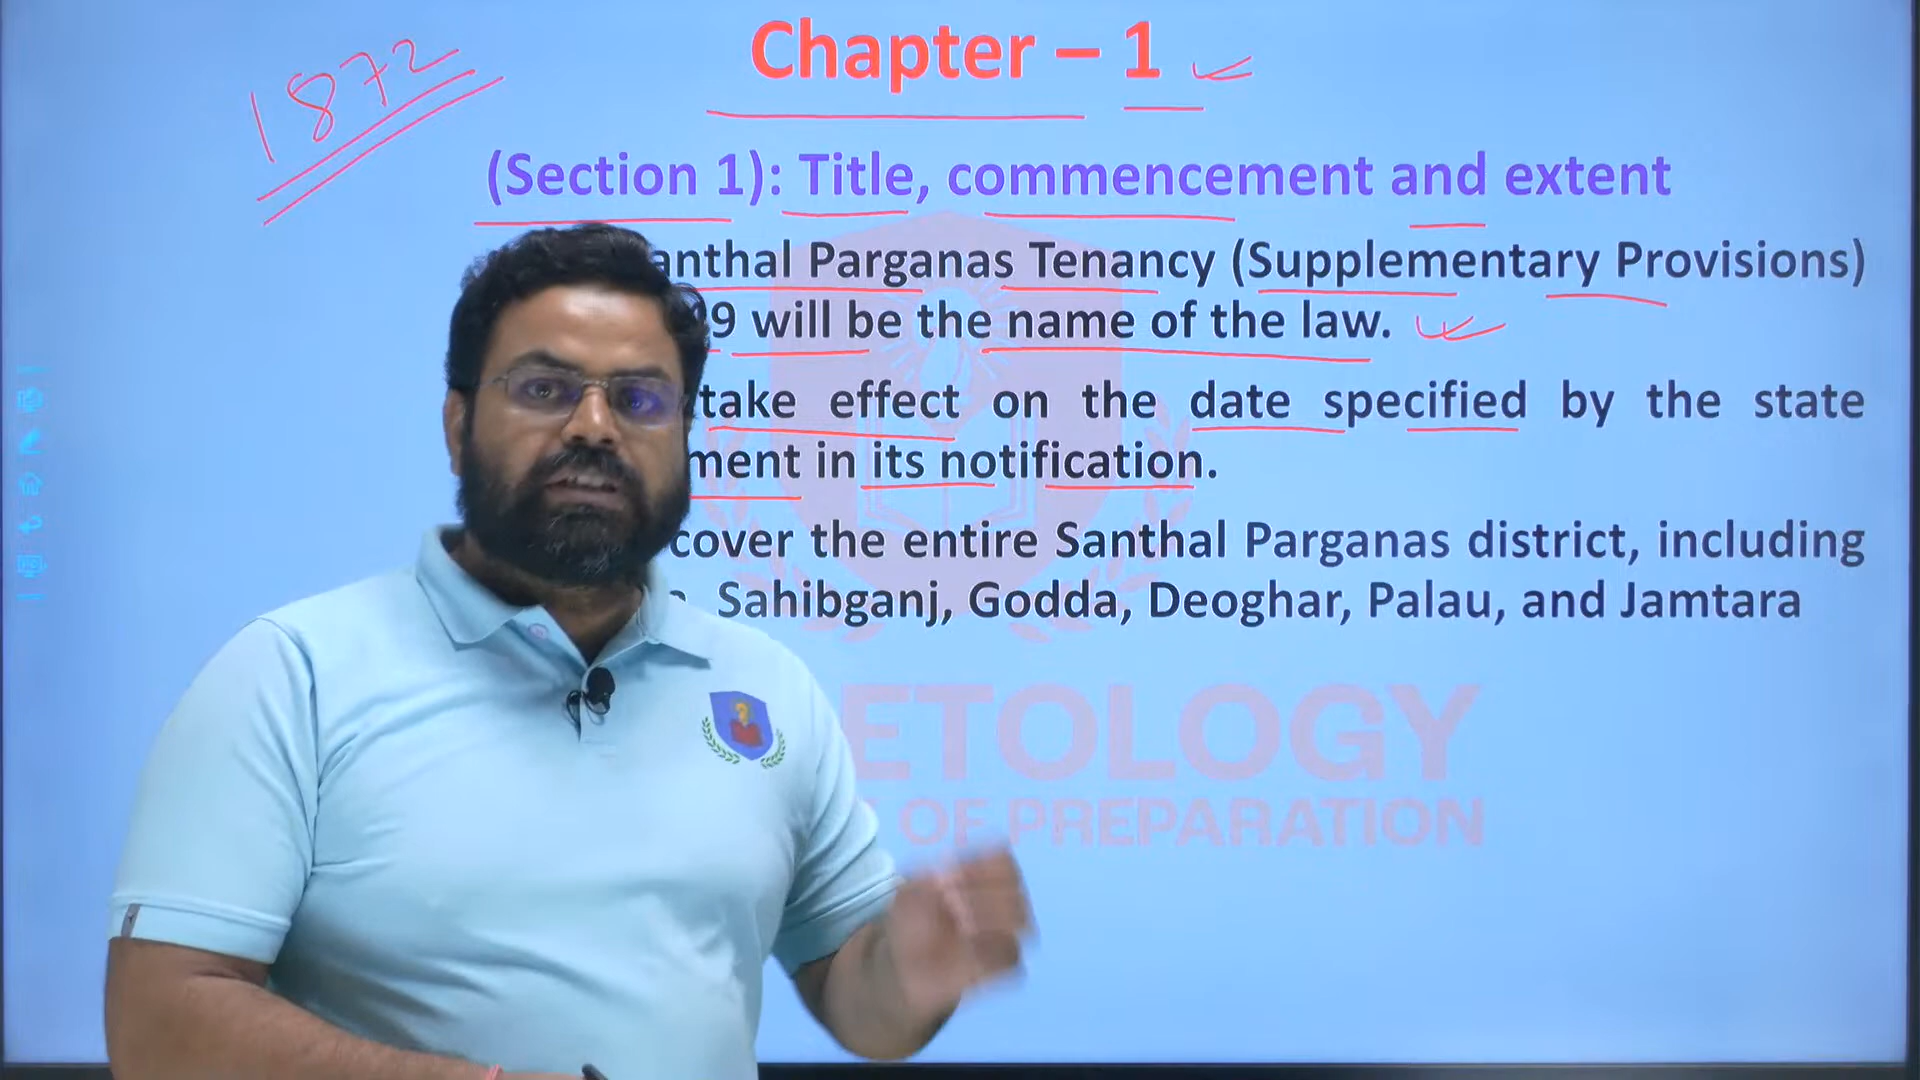 1872
Chapter – 1
(Section 1): Title, commencement and extent
anthal Parganas Tenancy (Supplementary Provisions)
9 will be the name of the law.
take effect on the date specified by the state
ment in its notification.
cover the entire Santhal Parganas district, including
Sahibganj, Godda, Deoghar, Palau, and Jamtara
ETOLOGY
OF PREPARATION